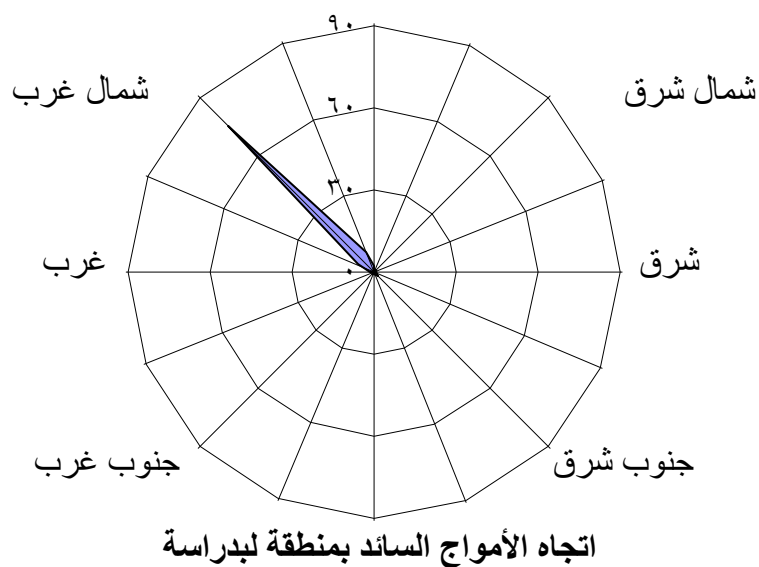 ٩٠
شمال شرق
شمال غرب
٦٠
٣٠
شرق
٠
غرب
جنوب شرق
جنوب غرب
اتجاه الأمواج السائد بمنطقة لبدراسة